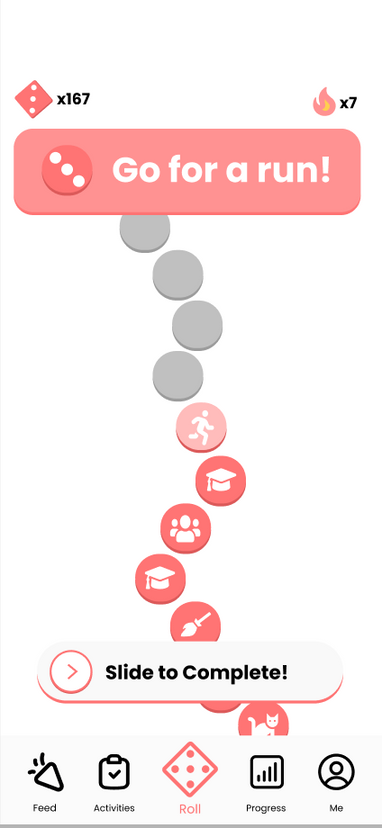 x167
x7
Go for a run!
Slide to Complete!
Feed
Activities
Roll
Progress
Me